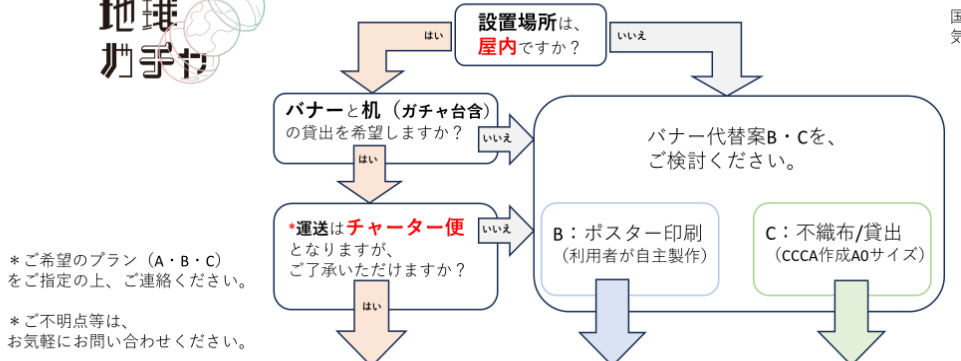 地球
ガチャ
設置場所は、
屋内ですか？
はい
いいえ
バナーと机（ガチャ台含）
の貸出を希望しますか？
いいえ
はい
バナー代替案B・Cを、
ご検討ください。
*運送はチャーター便
となりますが、
ご了承いただけますか？
いいえ
はい
B：ポスター印刷
（利用者が自主製作）
C：不織布/貸出
（CCCA作成A0サイズ）
＊ご希望のプラン（A・B・C）
をご指定の上、ご連絡ください。
＊ご不明点等は、
お気軽にお問い合わせください。